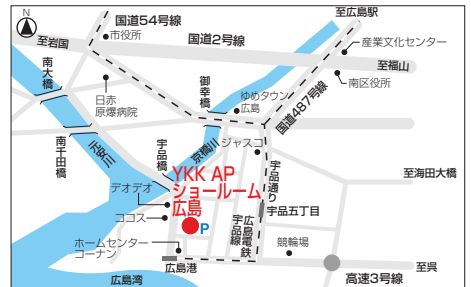 N
国道54号線
至広島駅
市役所
至岩国
国道2号線
産業文化センター
至福山
南区役所
南大橋
日赤
原爆病院
御幸橋
ゆめタウン
広島
国道487号線
南千田橋
元安川
宇品橋
京橋川
ジャスコ
YKK AP
ショールーム
広島
デオデオ
ココス
P
宇品通り
宇品五丁目
至海田大橋
広島電鉄
宇品線
ホームセンター
コーナン
競輪場
広島港
広島湾
高速3号線
至呉